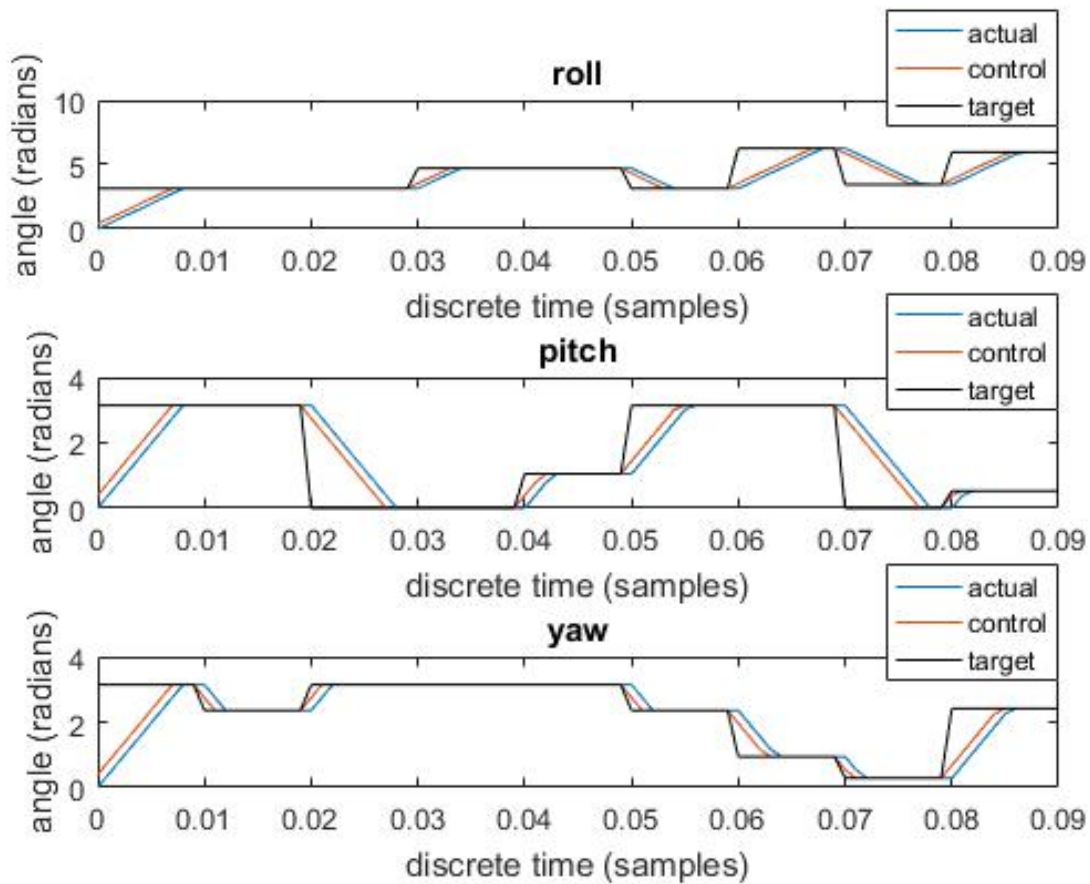 roll
actual
control
target
angle (radians)
10
5
0
0 0.01 0.02 0.03 0.04 0.05 0.06 0.07 0.08 0.09
discrete time (samples)
pitch
actual
control
target
angle (radians)
4
2
0
0 0.01 0.02 0.03 0.04 0.05 0.06 0.07 0.08 0.09
discrete time (samples)
yaw
actual
control
target
angle (radians)
4
2
0
0 0.01 0.02 0.03 0.04 0.05 0.06 0.07 0.08 0.09
discrete time (samples)